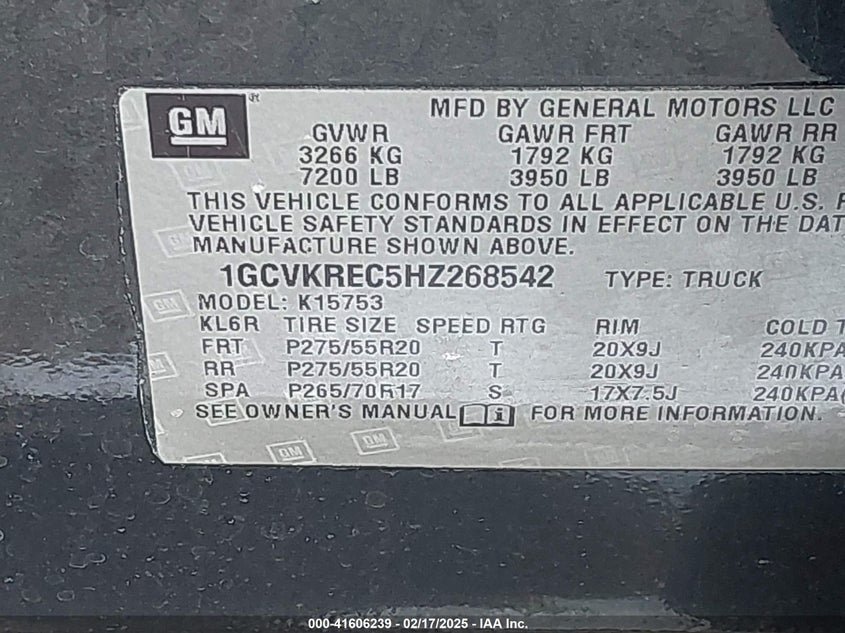 GM
MFD BY GENERAL MOTORS LLC
GVWR GAWR FRT GAWR RR
3266 KG 1792 KG 1792 KG
7200 LB 3950 LB 3950 LB
THIS VEHICLE CONFORMS TO ALL APPLICABLE U.S. F
VEHICLE SAFETY STANDARDS IN EFFECT ON THE DAT
MANUFACTURE SHOWN ABOVE.
1GCVKREC5HZ268542 TYPE: TRUCK
MODEL: K15753
KL6R TIRE SIZE SPEED RTG RIM COLD T
FRT P275/55R20 T 20X9J 240KPA
RR P275/55R20 T 20X9J 240KPA
SPA P265/70R17 S 17X7.5J 240KPA(
SEE OWNER'S MANUAL FOR MORE INFORMATION.
000-41606239 - 02/17/2025 - IAA Inc.